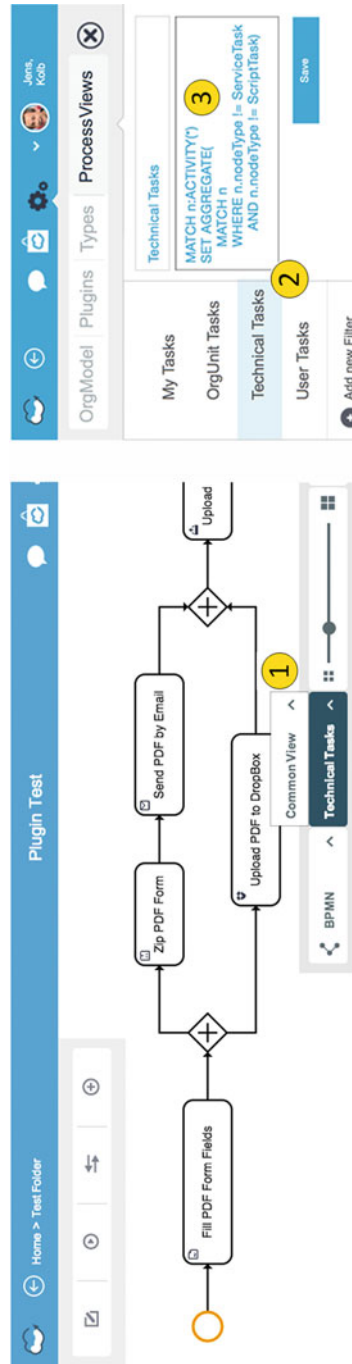 Home > Test Folder
Plugin Test
Fill PDF Form Fields
Zip PDF Form
Send PDF by Email
Upload PDF to DropBox
Upload
1
Common View
BPMN
Technical Tasks
Jens,
Kolb
OrgModel
Plugins
Types
ProcessViews
My Tasks
OrgUnit Tasks
Technical Tasks
User Tasks
Add new Filter
2
Technical Tasks
MATCH n:ACTIVITY(*)
SET AGGREGATE(
MATCH n
WHERE n.nodeType != ServiceTask
AND n.nodeType != ScriptTask)
3
Save